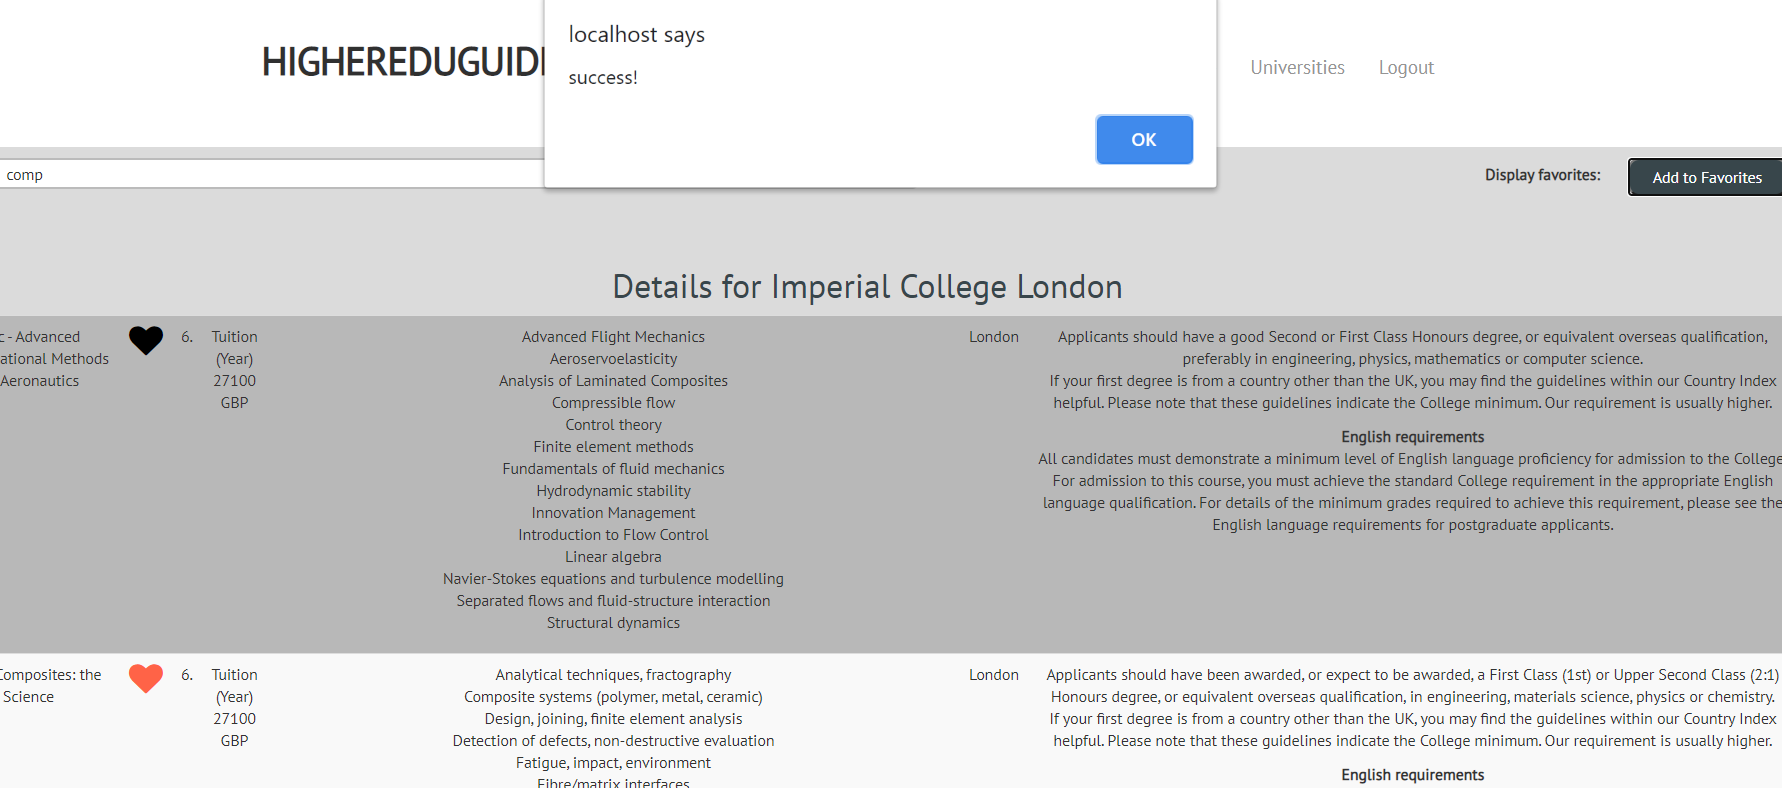 localhost says
success!
OK
HIGHEREDUGUID
Universities
Logout
comp
Display favorites:
Add to Favorites
Details for Imperial College London
- Advanced
ational Methods
Aeronautics
6.
Tuition
(Year)
27100
GBP
Advanced Flight Mechanics
Aeroservoelasticity
Analysis of Laminated Composites
Compressible flow
Control theory
Finite element methods
Fundamentals of fluid mechanics
Hydrodynamic stability
Innovation Management
Introduction to Flow Control
Linear algebra
Navier-Stokes equations and turbulence modelling
Separated flows and fluid-structure interaction
Structural dynamics
London
Applicants should have a good Second or First Class Honours degree, or equivalent overseas qualification,
preferably in engineering, physics, mathematics or computer science.
If your first degree is from a country other than the UK, you may find the guidelines within our Country Index
helpful. Please note that these guidelines indicate the College minimum. Our requirement is usually higher.
English requirements
All candidates must demonstrate a minimum level of English language proficiency for admission to the College
For admission to this course, you must achieve the standard College requirement in the appropriate English
language qualification. For details of the minimum grades required to achieve this requirement, please see the
English language requirements for postgraduate applicants.
Composites: the
Science
6.
Tuition
(Year)
27100
GBP
Analytical techniques, fractography
Composite systems (polymer, metal, ceramic)
Design, joining, finite element analysis
Detection of defects, non-destructive evaluation
Fatigue, impact, environment
Fibre/matrix interfaces
London
Applicants should have been awarded, or expect to be awarded, a First Class (1st) or Upper Second Class (2:1)
Honours degree, or equivalent overseas qualification, in engineering, materials science, physics or chemistry.
If your first degree is from a country other than the UK, you may find the guidelines within our Country Index
helpful. Please note that these guidelines indicate the College minimum. Our requirement is usually higher.
English requirements